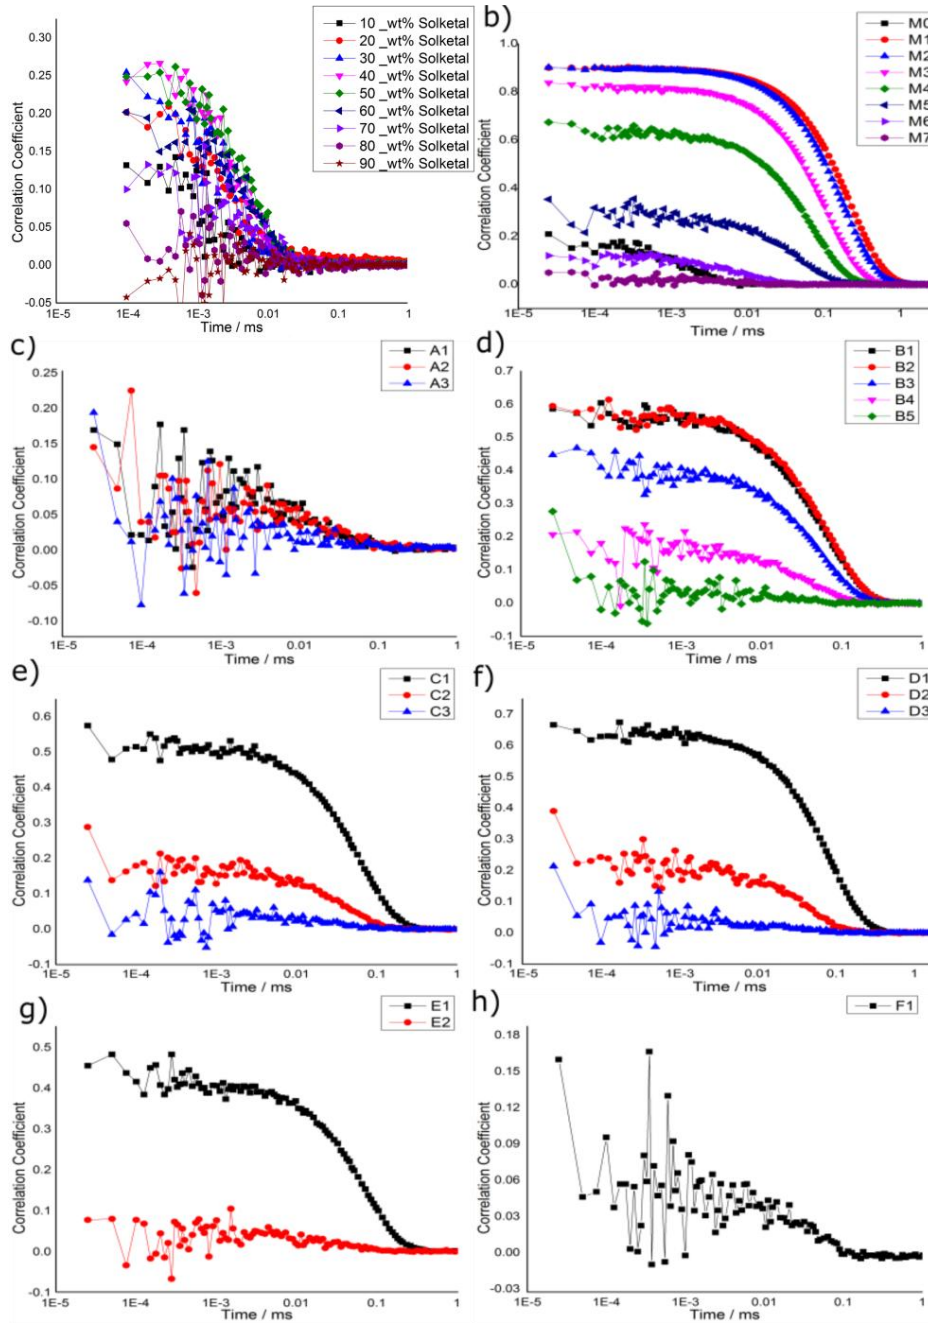 10 _wt% Solketal
20 _wt% Solketal
30 _wt% Solketal
40 _wt% Solketal
50 _wt% Solketal
60 _wt% Solketal
70 _wt% Solketal
80 _wt% Solketal
90 _wt% Solketal
Correlation Coefficient
0.30
0.25
0.20
0.15
0.10
0.05
0.00
-0.05
1E-5 1E-4 1E-3 0.01 0.1 1
Time / ms
b)
M0
M1
M2
M3
M4
M5
M6
M7
Correlation Coefficient
1.0
0.8
0.6
0.4
0.2
0.0
1E-5 1E-4 1E-3 0.01 0.1 1
Time / ms
c)
A1
A2
A3
Correlation Coefficient
0.25
0.20
0.15
0.10
0.05
0.00
-0.05
-0.10
1E-5 1E-4 1E-3 0.01 0.1 1
Time / ms
d)
B1
B2
B3
B4
B5
Correlation Coefficient
0.7
0.6
0.5
0.4
0.3
0.2
0.1
0.0
-0.1
1E-5 1E-4 1E-3 0.01 0.1 1
Time / ms
e)
C1
C2
C3
Correlation Coefficient
0.6
0.5
0.4
0.3
0.2
0.1
0.0
-0.1
1E-5 1E-4 1E-3 0.01 0.1 1
Time / ms
f)
D1
D2
D3
Correlation Coefficient
0.7
0.6
0.5
0.4
0.3
0.2
0.1
0.0
-0.1
1E-5 1E-4 1E-3 0.01 0.1 1
Time / ms
g)
E1
E2
Correlation Coefficient
0.5
0.4
0.3
0.2
0.1
0.0
-0.1
1E-5 1E-4 1E-3 0.01 0.1 1
Time / ms
h)
F1
Correlation Coefficient
0.18
0.15
0.12
0.09
0.06
0.03
0.00
-0.03
1E-5 1E-4 1E-3 0.01 0.1 1
Time / ms